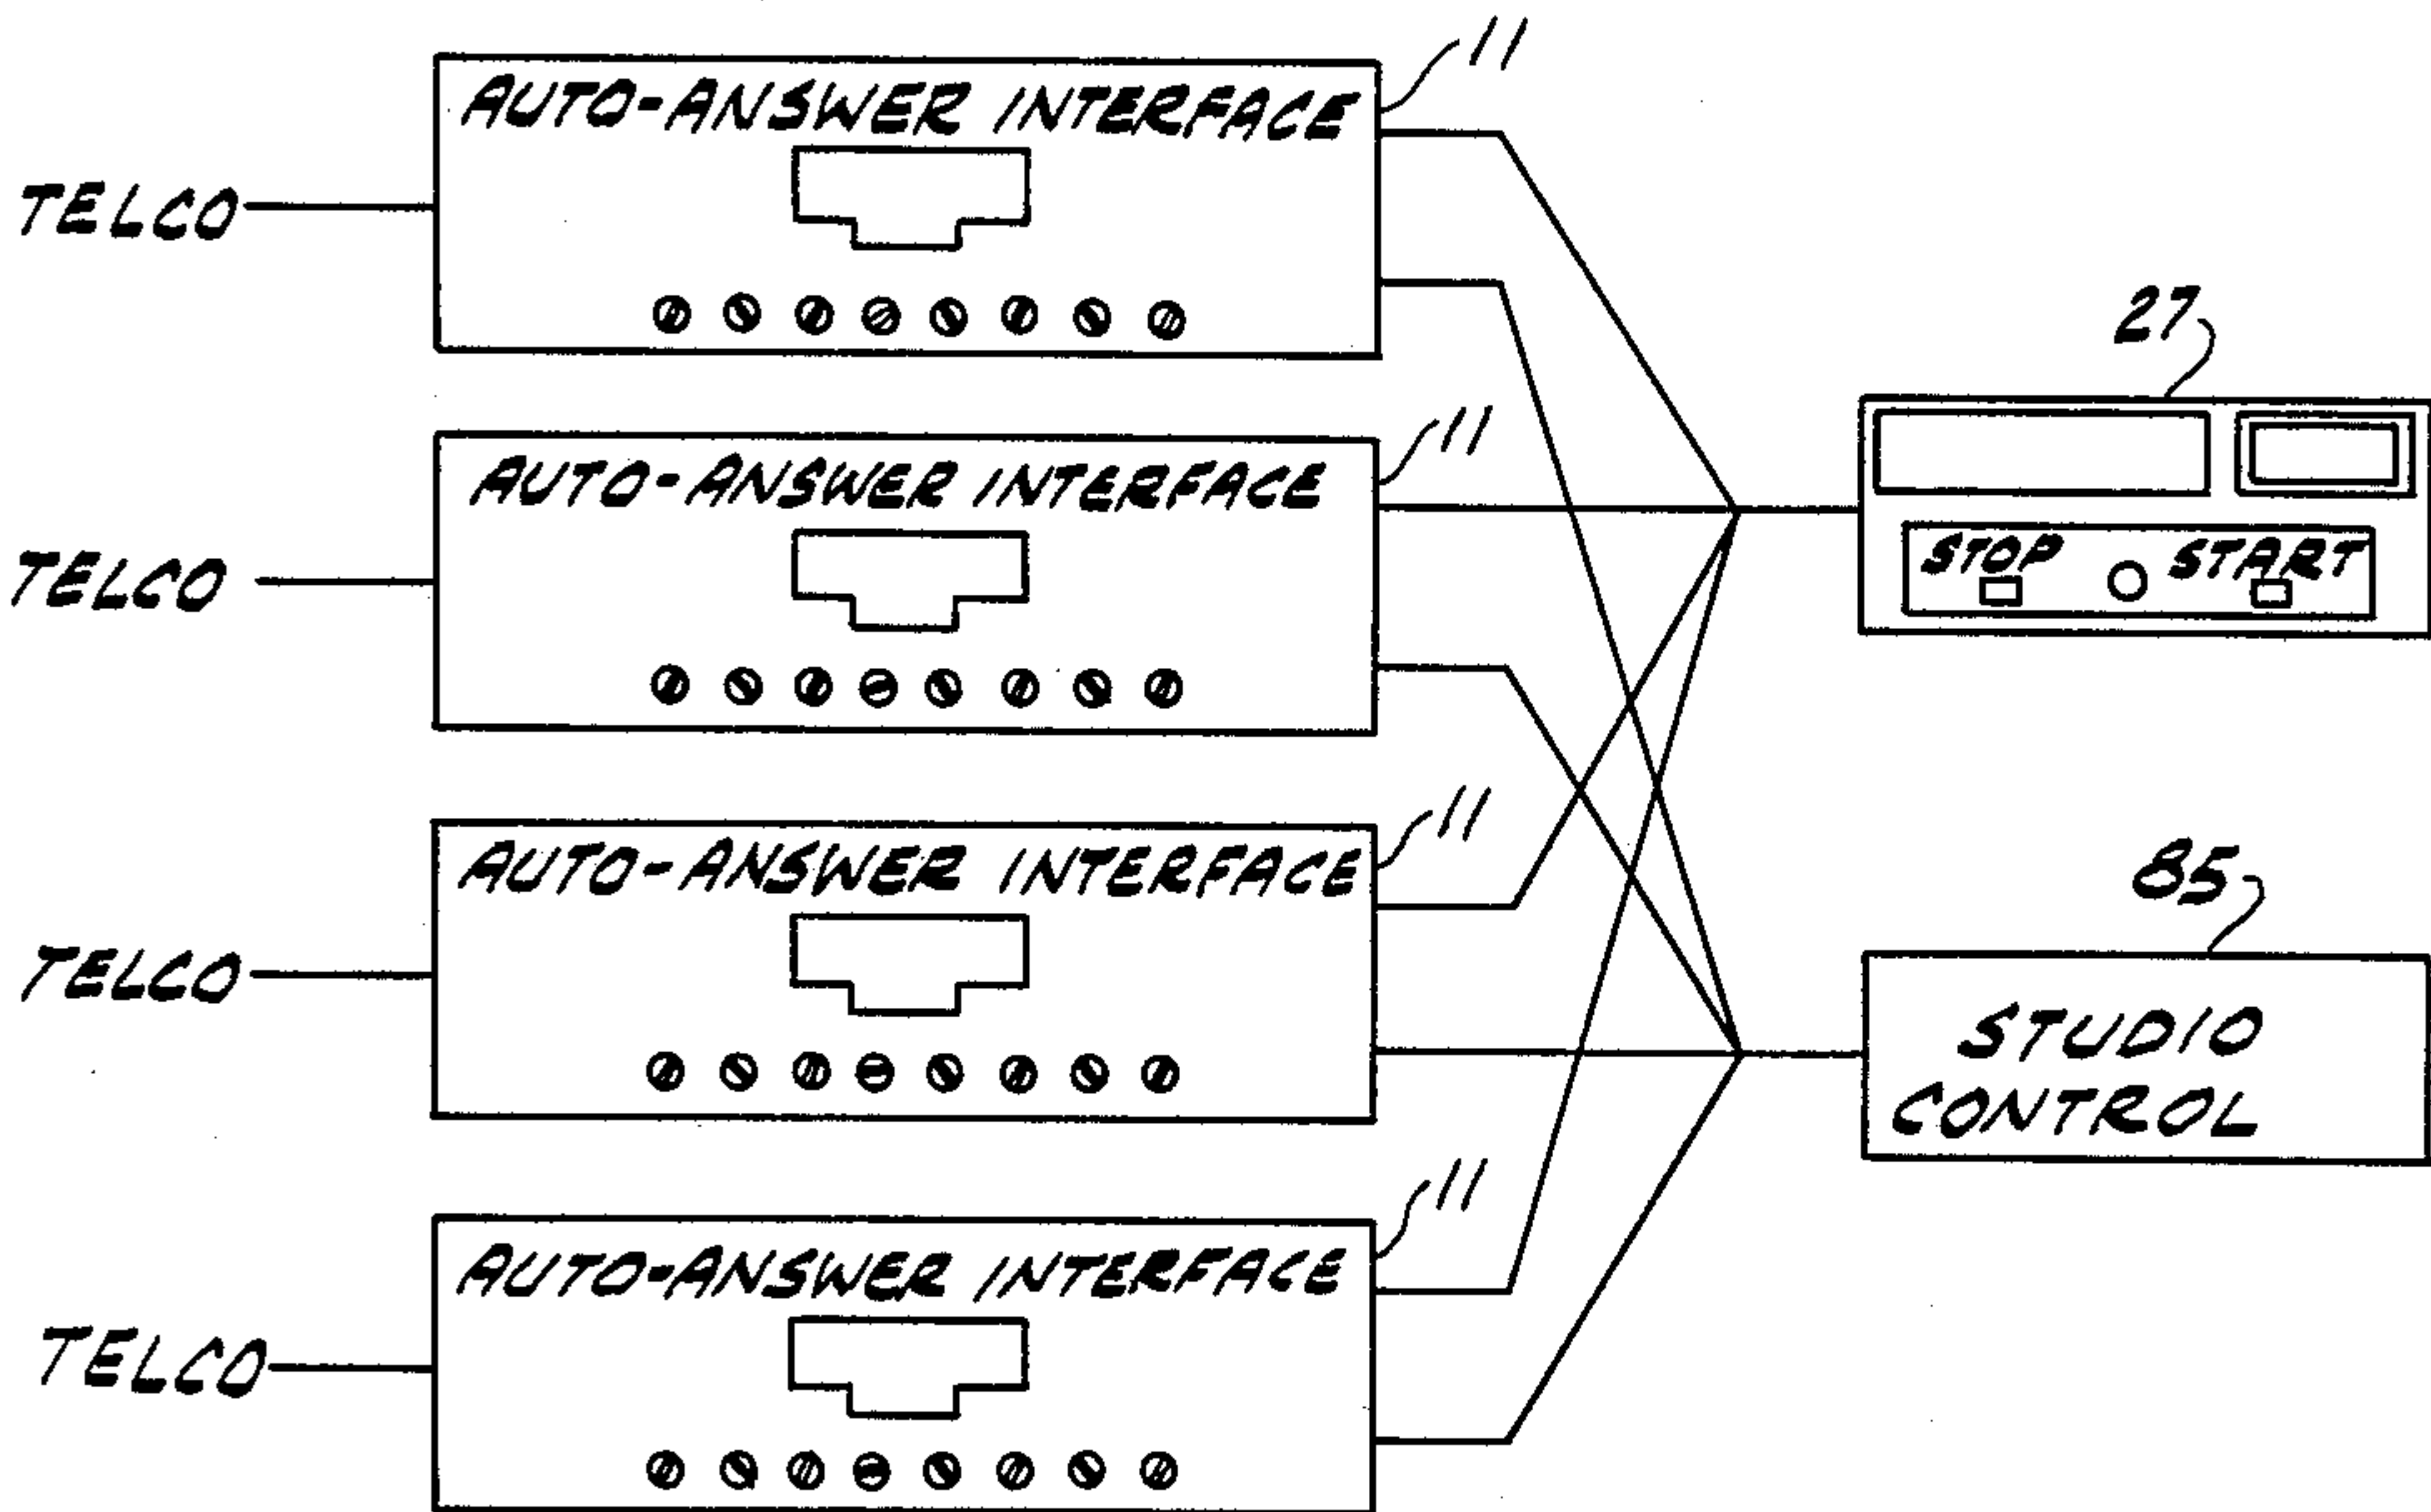 11
AUTO-ANSWER INTERFACE
TELCO
27
11
AUTO-ANSWER INTERFACE
STOP START
TELCO
11
85
AUTO-ANSWER INTERFACE
TELCO
STUDIO
CONTROL
11
AUTO-ANSWER INTERFACE
TELCO